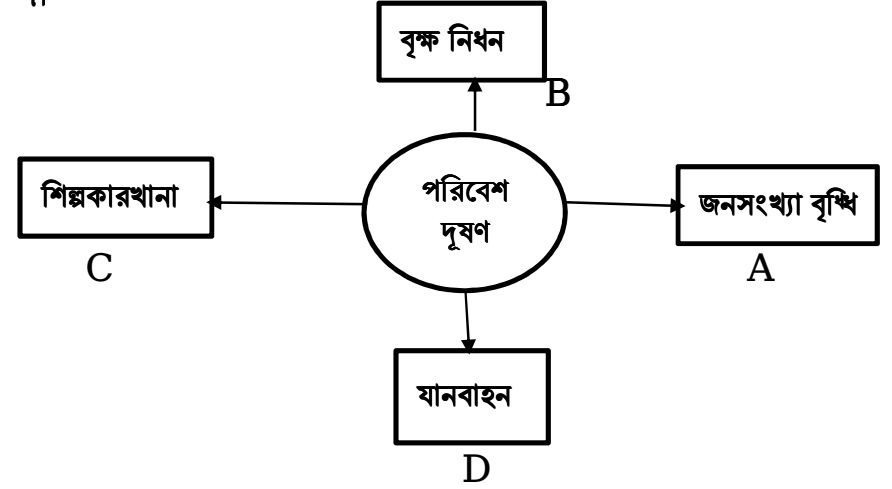 বৃক্ষ নিধন
B
শিল্পকারখানা
পরিবেশ
দূষণ
জনসংখ্যা বৃদ্ধি
C
A
যানবাহন
D